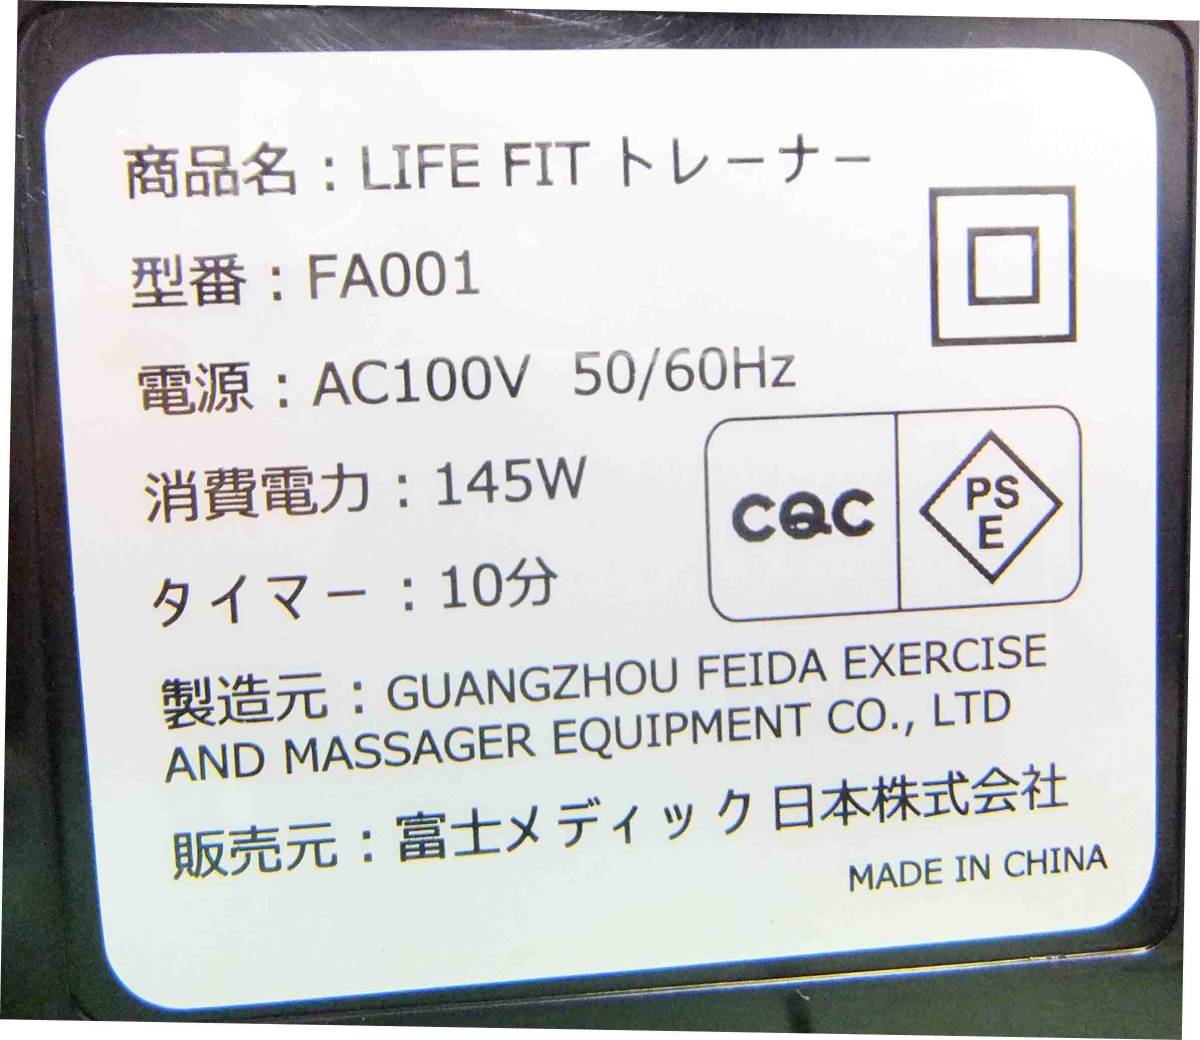 商品名：LIFE FIT トレーナー
型番：FA001
電源：AC100V 50/60Hz
消費電力：145W
タイマー：10分
CQC
PS
E
製造元：GUANGZHOU FEIDA EXERCISE
AND MASSAGER EQUIPMENT CO., LTD
販売元：富士メディック日本株式会社
MADE IN CHINA